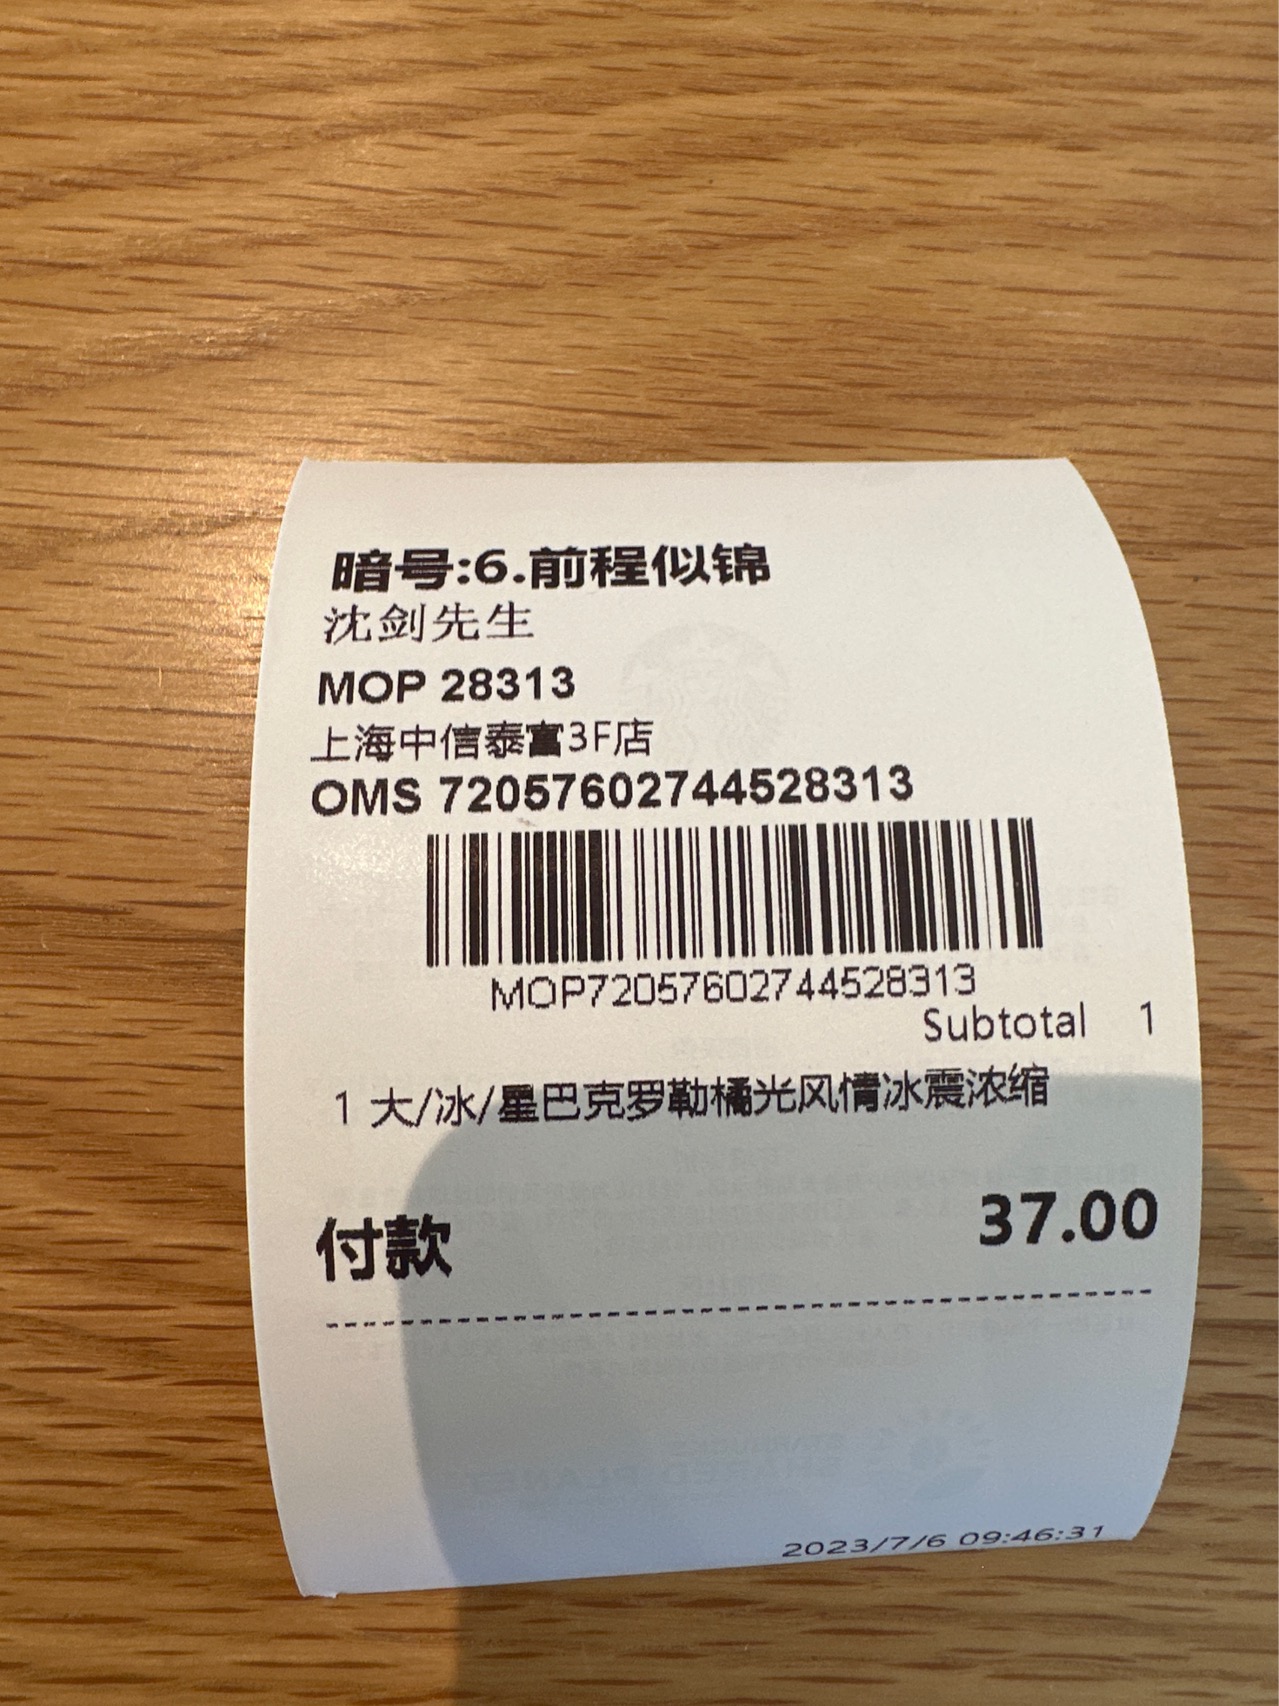 暗号:6.前程似锦
沈剑先生
MOP 28313
上海中信泰富3F店
OMS 72057602744528313
MOP72057602744528313
Subtotal 1
1 大/冰/星巴克罗勒橘光风情冰震浓缩
付款 37.00
2023/7/6 09:46:31